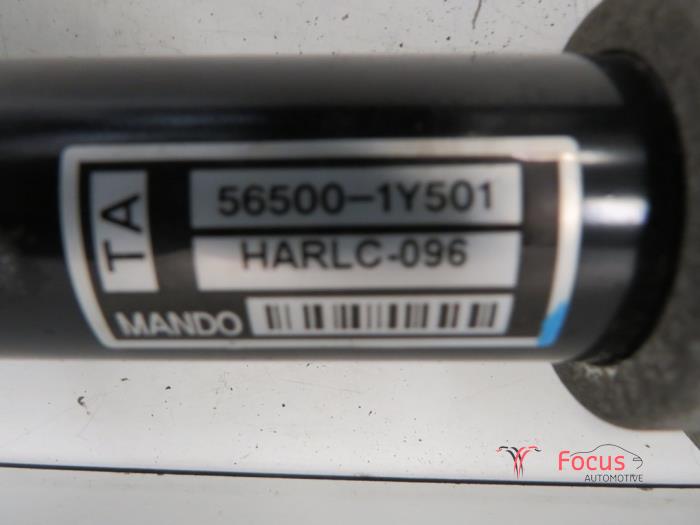 TA
56500-1Y501
HARLC-096
MANDO
Focus
AUTOMOTIVE